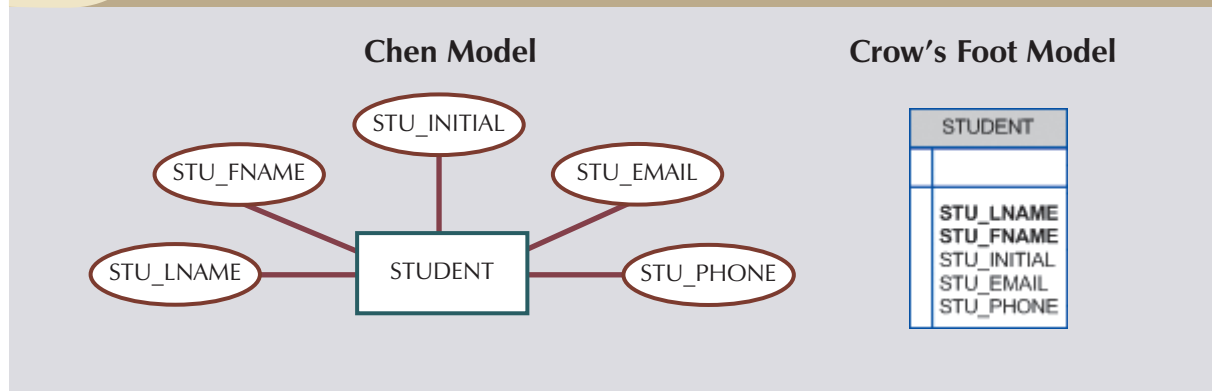 Chen Model
Crow's Foot Model
STU_INITIAL
STU_FNAME
STU_EMAIL
STU_LNAME
STUDENT
STU_PHONE
STUDENT
STU_LNAME
STU_FNAME
STU_INITIAL
STU_EMAIL
STU_PHONE